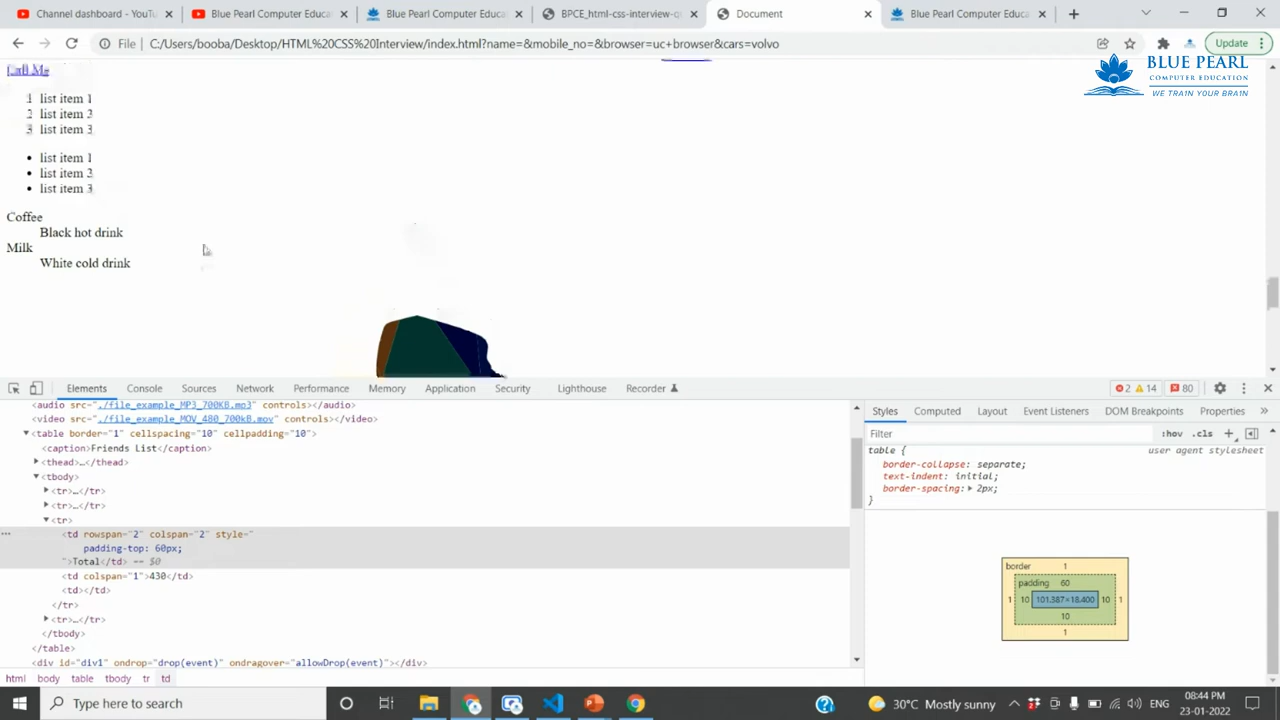 Channel dashboard - YouTu
Blue Pearl Computer Educa
Blue Pearl Computer Educa
BPCE_html-css-interview-q
Document
Blue Pearl Computer Educa
File
C:/Users/booba/Desktop/HTML%20CSS%20Interview/index.html?name=&mobile_no=&browser=uc+browser&cars=volvo
Update
BLUE PEARL
COMPUTER EDUCATION
WE TRAIN YOUR BRAIN
Call Me
1 list item 1
2 list item 2
3 list item 3
• list item 1
• list item 2
• list item 3
Coffee
Black hot drink
Milk
White cold drink
Elements Console Sources Network Performance Memory Application Security Lighthouse Recorder
2 14 80
<audio src="./file_example_MP3_700KB.mp3" controls></audio>
<video src="./file_example_MOV_480_700kB.mov" controls></video>
<table border="1" cellspacing="10" cellpadding="10">
<caption>Friends List</caption>
<thead>…</thead>
<tbody>
<tr>…</tr>
<tr>…</tr>
<tr>
<td rowspan="2" colspan="2" style="
padding-top: 60px;
">Total</td> == $0
<td colspan="1">430</td>
<td></td>
</tr>
<tr>…</tr>
</tbody>
</table>
<div id="div1" ondrop="drop(event)" ondragover="allowDrop(event)"></div>
html body table tbody tr td
Styles Computed Layout Event Listeners DOM Breakpoints Properties »
Filter
:hov .cls +
table {
user agent stylesheet
border-collapse: separate;
text-indent: initial;
border-spacing: 2px;
}
border 1
padding 60
1 10 101.387×18.400 10 1
10
1
Type here to search
30°C Mostly sunny
ENG
08:44 PM
23-01-2022